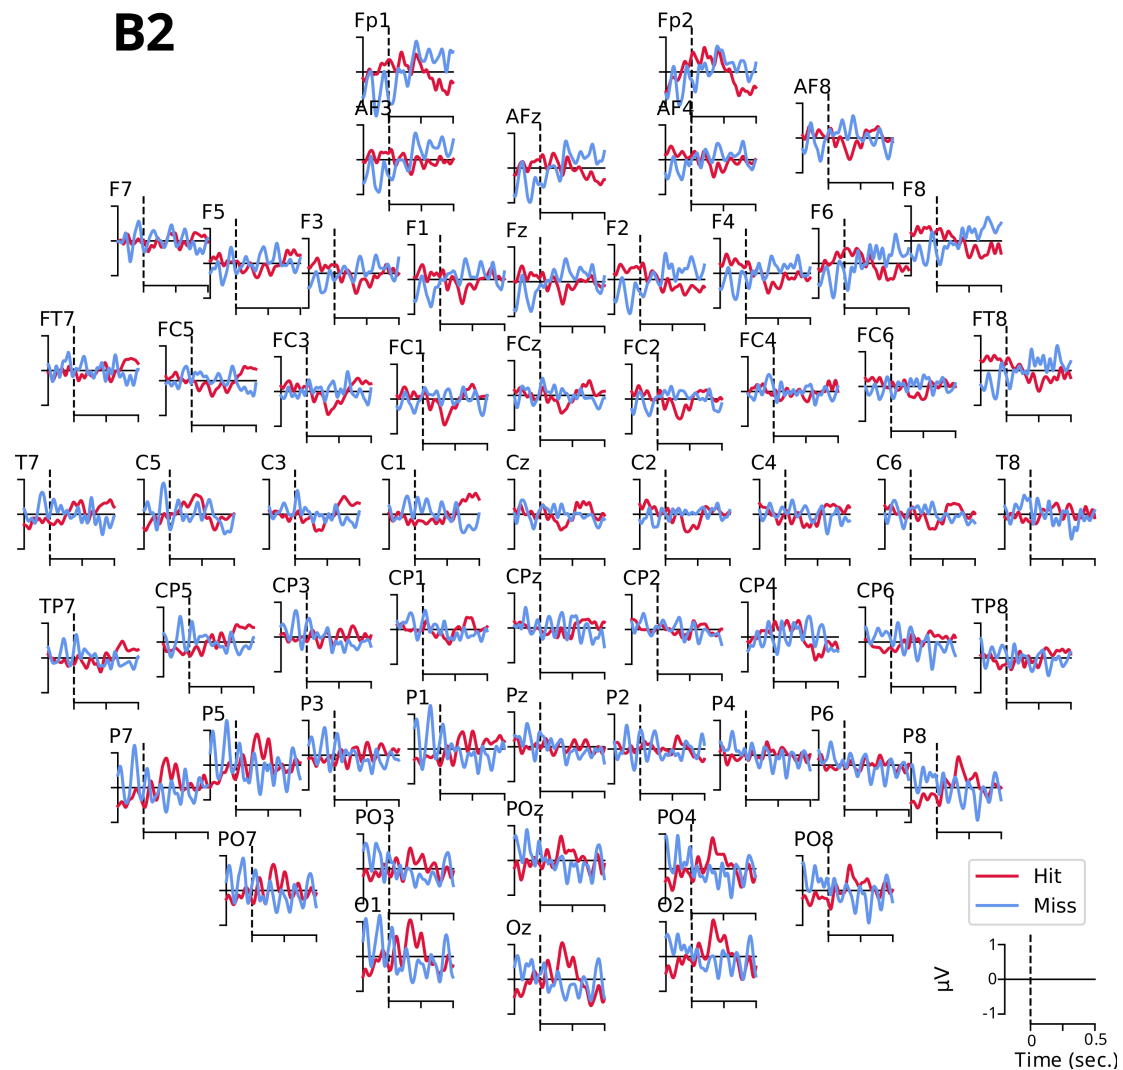 B2
Fp1 Fp2
AF8
AF3 AFz AF4
F7 F5 F3 F1 Fz F2 F4 F6 F8
FT7 FC5 FC3 FC1 FCz FC2 FC4 FC6 FT8
T7 C5 C3 C1 Cz C2 C4 C6 T8
TP7 CP5 CP3 CP1 CPz CP2 CP4 CP6 TP8
P7 P5 P3 P1 Pz P2 P4 P6 P8
PO7 PO3 POz PO4 PO8
O1 Oz O2
Hit
Miss
1
0
-1
µV
0 0.5
Time (sec.)